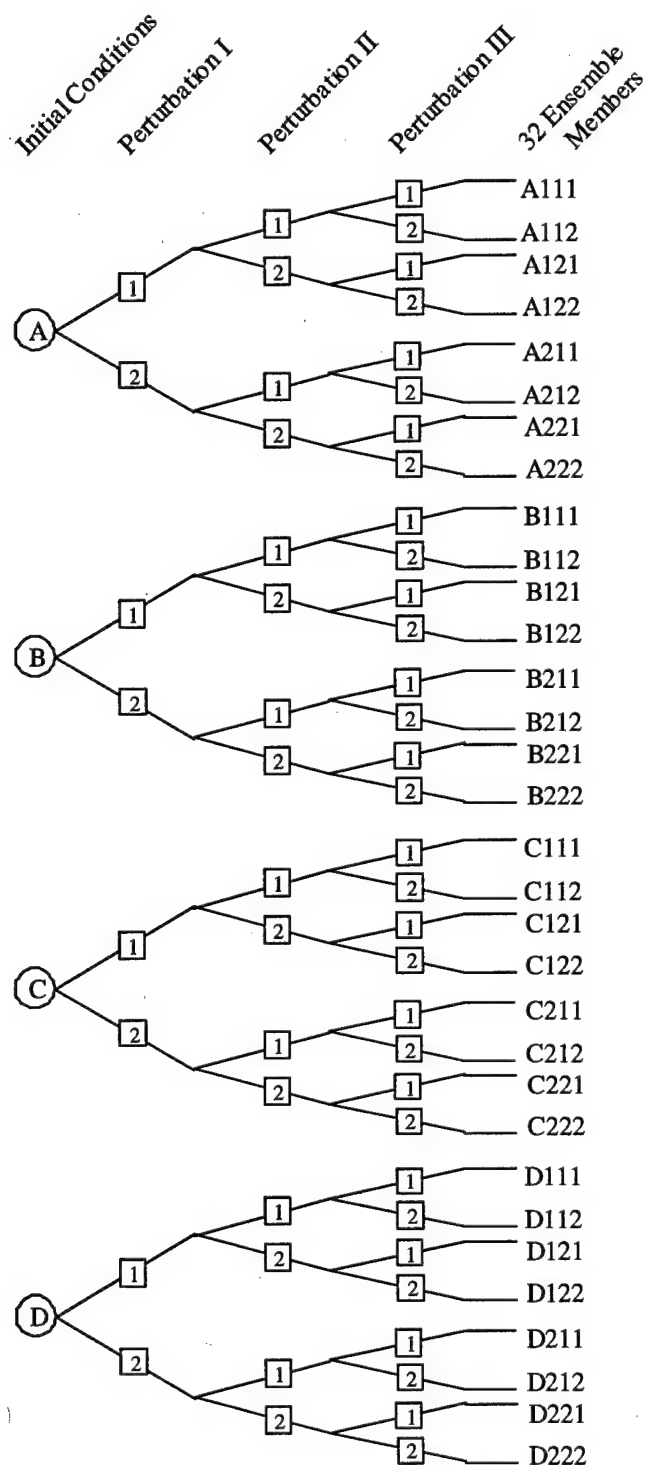 Initial Conditions
Perturbation I
Perturbation II
Perturbation III
32 Ensemble
Members
A
1
2
1
2
1
2
1
2
1
2
1
2
1
2
A111
A112
A121
A122
A211
A212
A221
A222
B
1
2
1
2
1
2
1
2
1
2
1
2
1
2
B111
B112
B121
B122
B211
B212
B221
B222
C
1
2
1
2
1
2
1
2
1
2
1
2
1
2
C111
C112
C121
C122
C211
C212
C221
C222
D
1
2
1
2
1
2
1
2
1
2
1
2
1
2
D111
D112
D121
D122
D211
D212
D221
D222